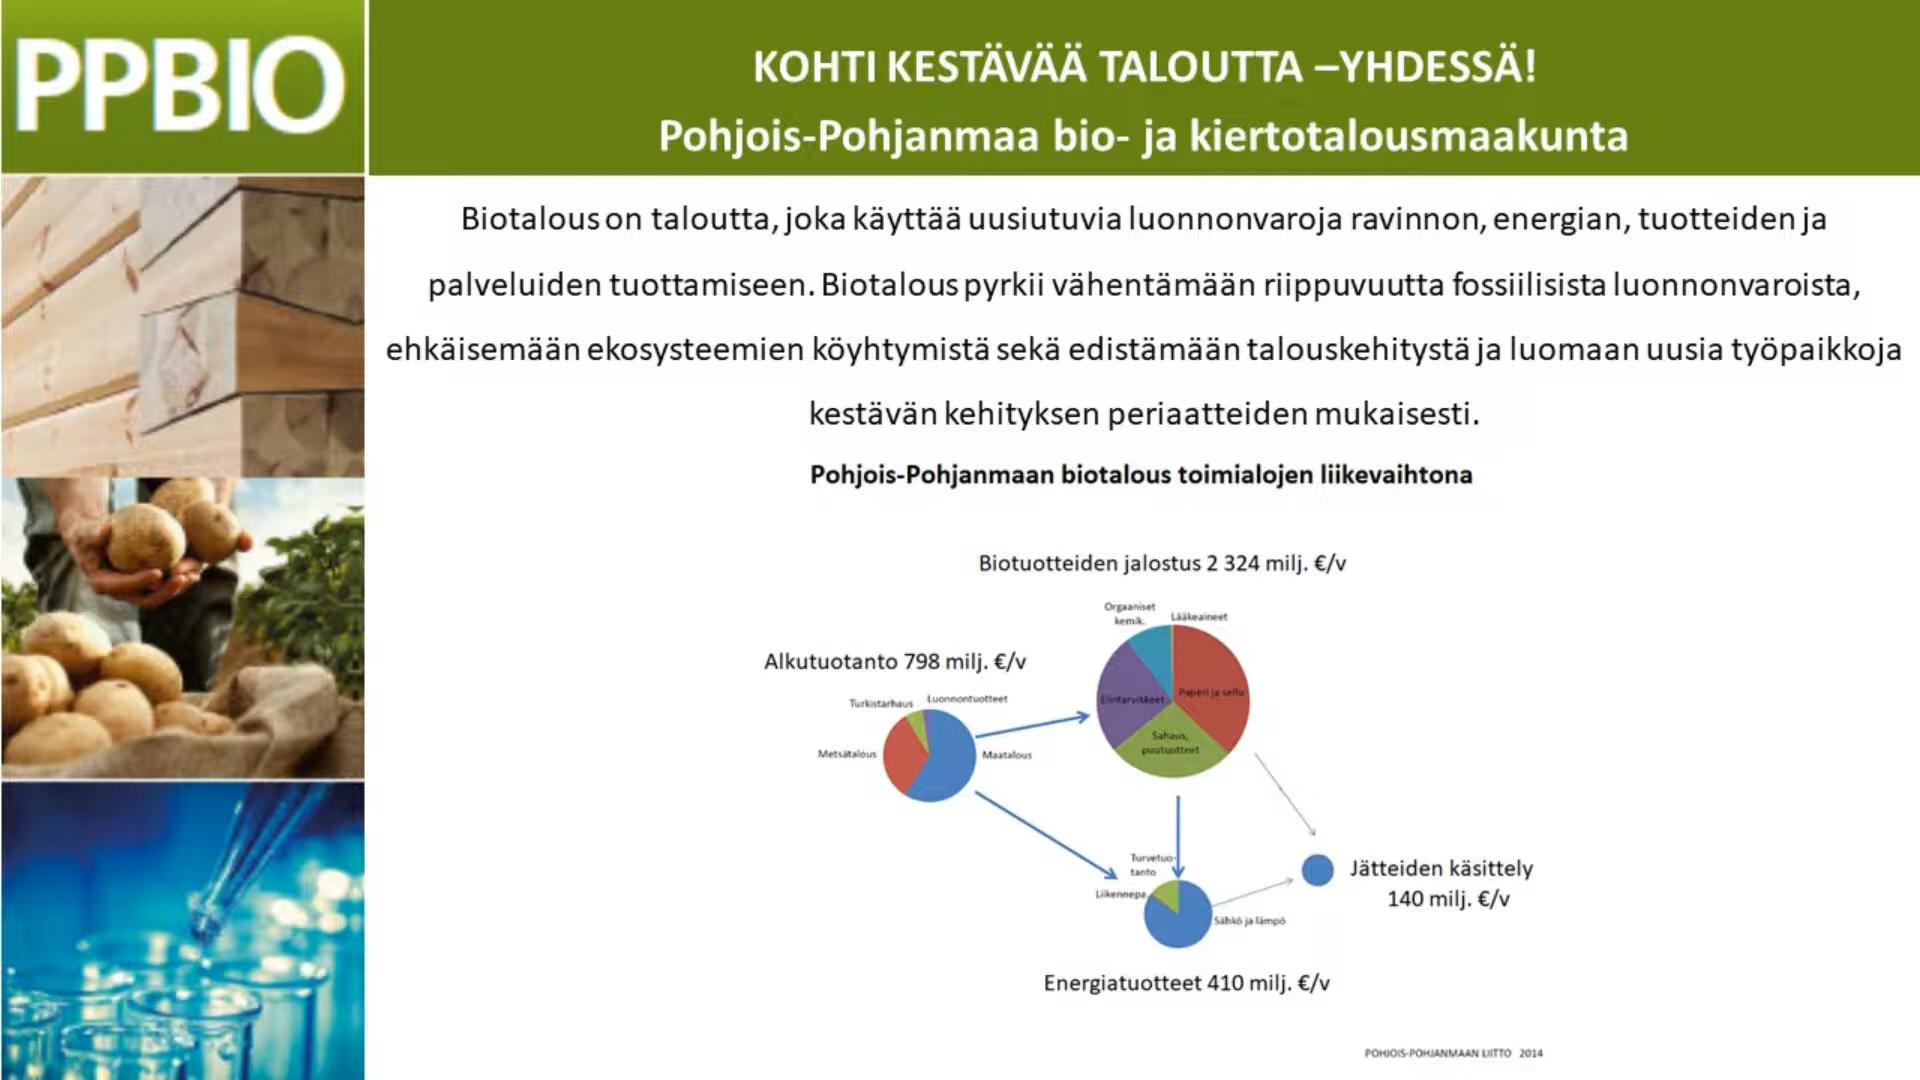 PPBIO
KOHTI KESTÄVÄÄ TALOUTTA –YHDESSÄ!
Pohjois-Pohjanmaa bio- ja kiertotalousmaakunta
Biotalous on taloutta, joka käyttää uusiutuvia luonnonvaroja ravinnon, energian, tuotteiden ja
palveluiden tuottamiseen. Biotalous pyrkii vähentämään riippuvuutta fossiilisista luonnonvaroista,
ehkäisemään ekosysteemien köyhtymistä sekä edistämään talouskehitystä ja luomaan uusia työpaikkoja
kestävän kehityksen periaatteiden mukaisesti.
Pohjois-Pohjanmaan biotalous toimialojen liikevaihtona
Biotuotteiden jalostus 2 324 milj. €/v
Orgaaniset
kemik.
Lääkeaineet
Elintarvikkeet
Paperi ja sellu
Sahaus,
puutuotteet
Alkutuotanto 798 milj. €/v
Turkistarhaus
Luonnontuotteet
Metsätalous
Maatalous
Turvetuo-
tanto
Liikennepa.
Sähkö ja lämpö
Jätteiden käsittely
140 milj. €/v
Energiatuotteet 410 milj. €/v
POHJOIS-POHJANMAAN LIITTO 2014